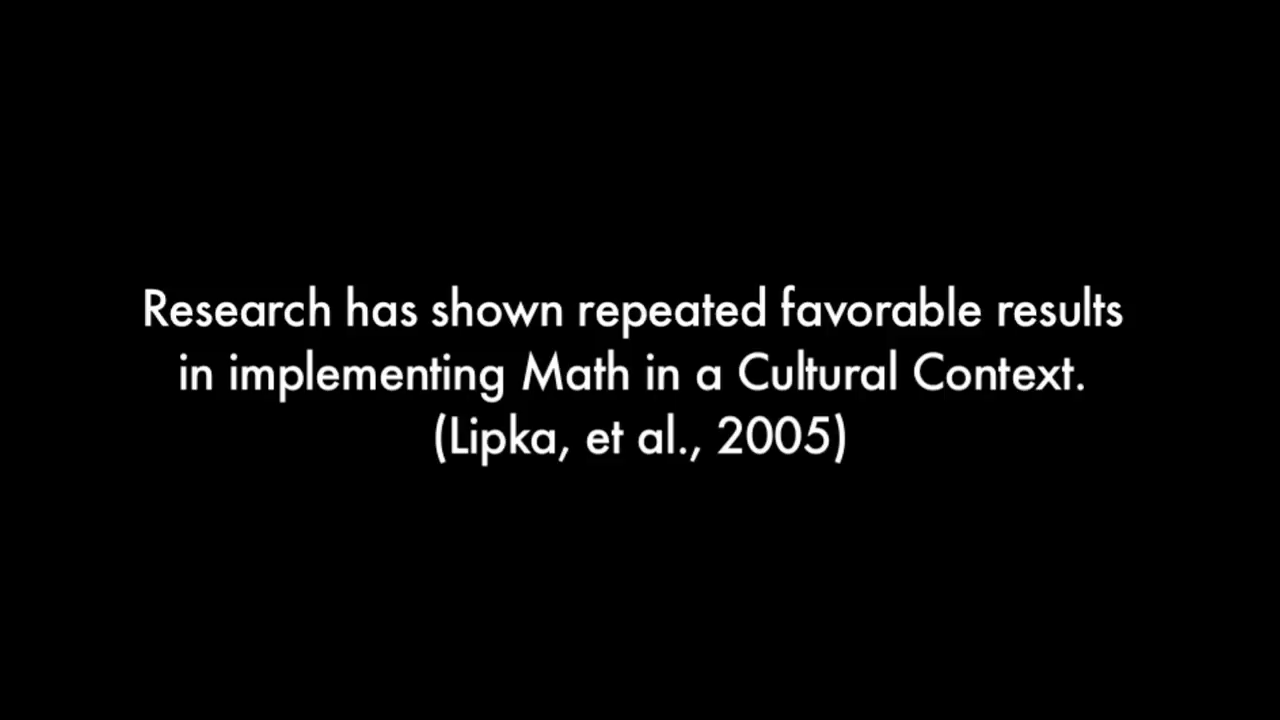 Research has shown repeated favorable results
in implementing Math in a Cultural Context.
(Lipka, et al., 2005)